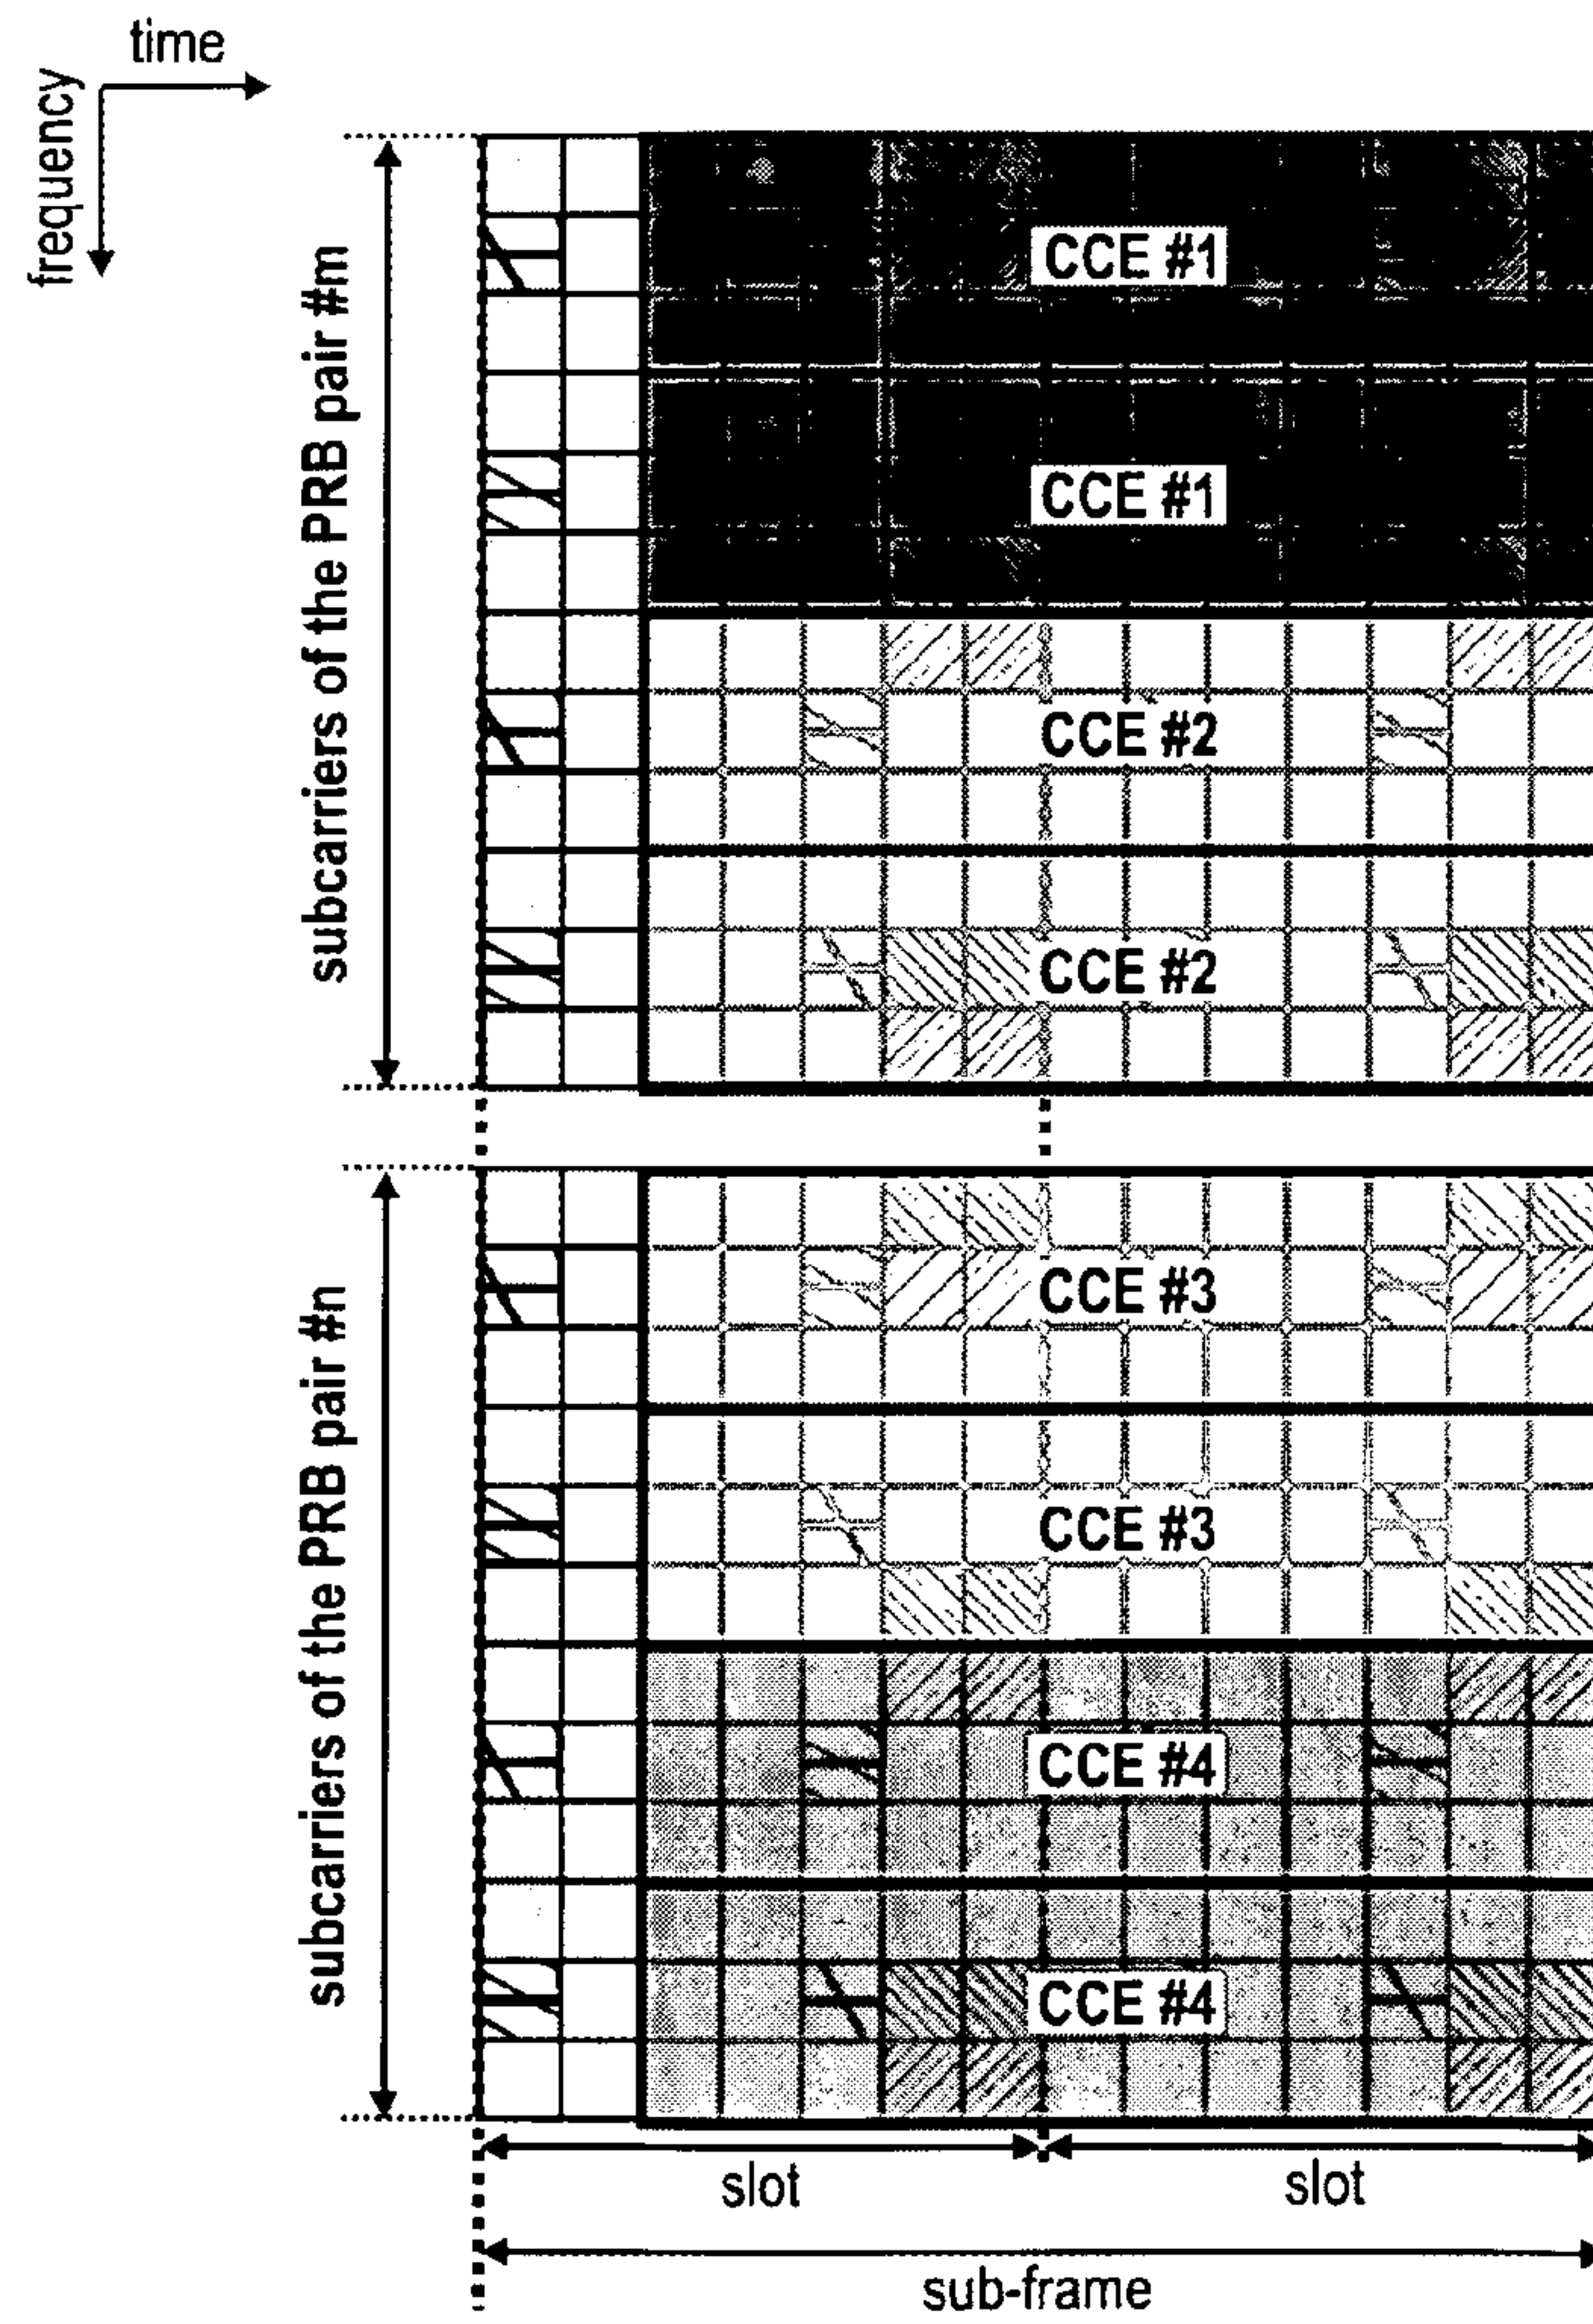 time
frequency
subcarriers of the PRB pair #m
CCE #1
CCE #1
CCE #2
CCE #2
subcarriers of the PRB pair #n
CCE #3
CCE #3
CCE #4
CCE #4
slot
slot
sub-frame